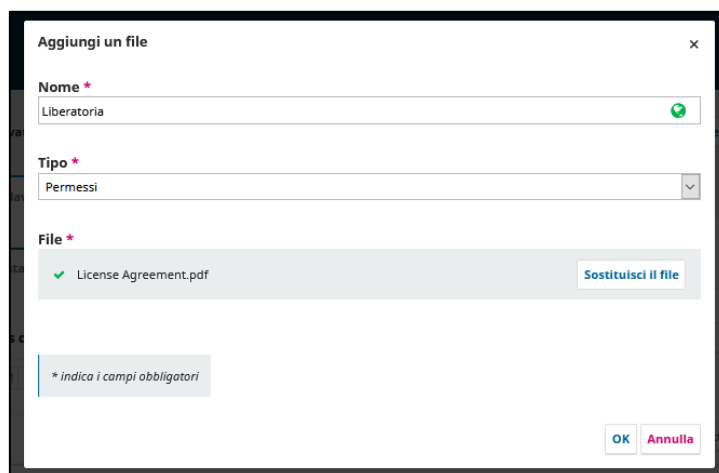 Aggiungi un file
Nome *
Liberatoria
Tipo *
Permessi
File *
License Agreement.pdf
Sostituisci il file
* indica i campi obbligatori
OK Annulla